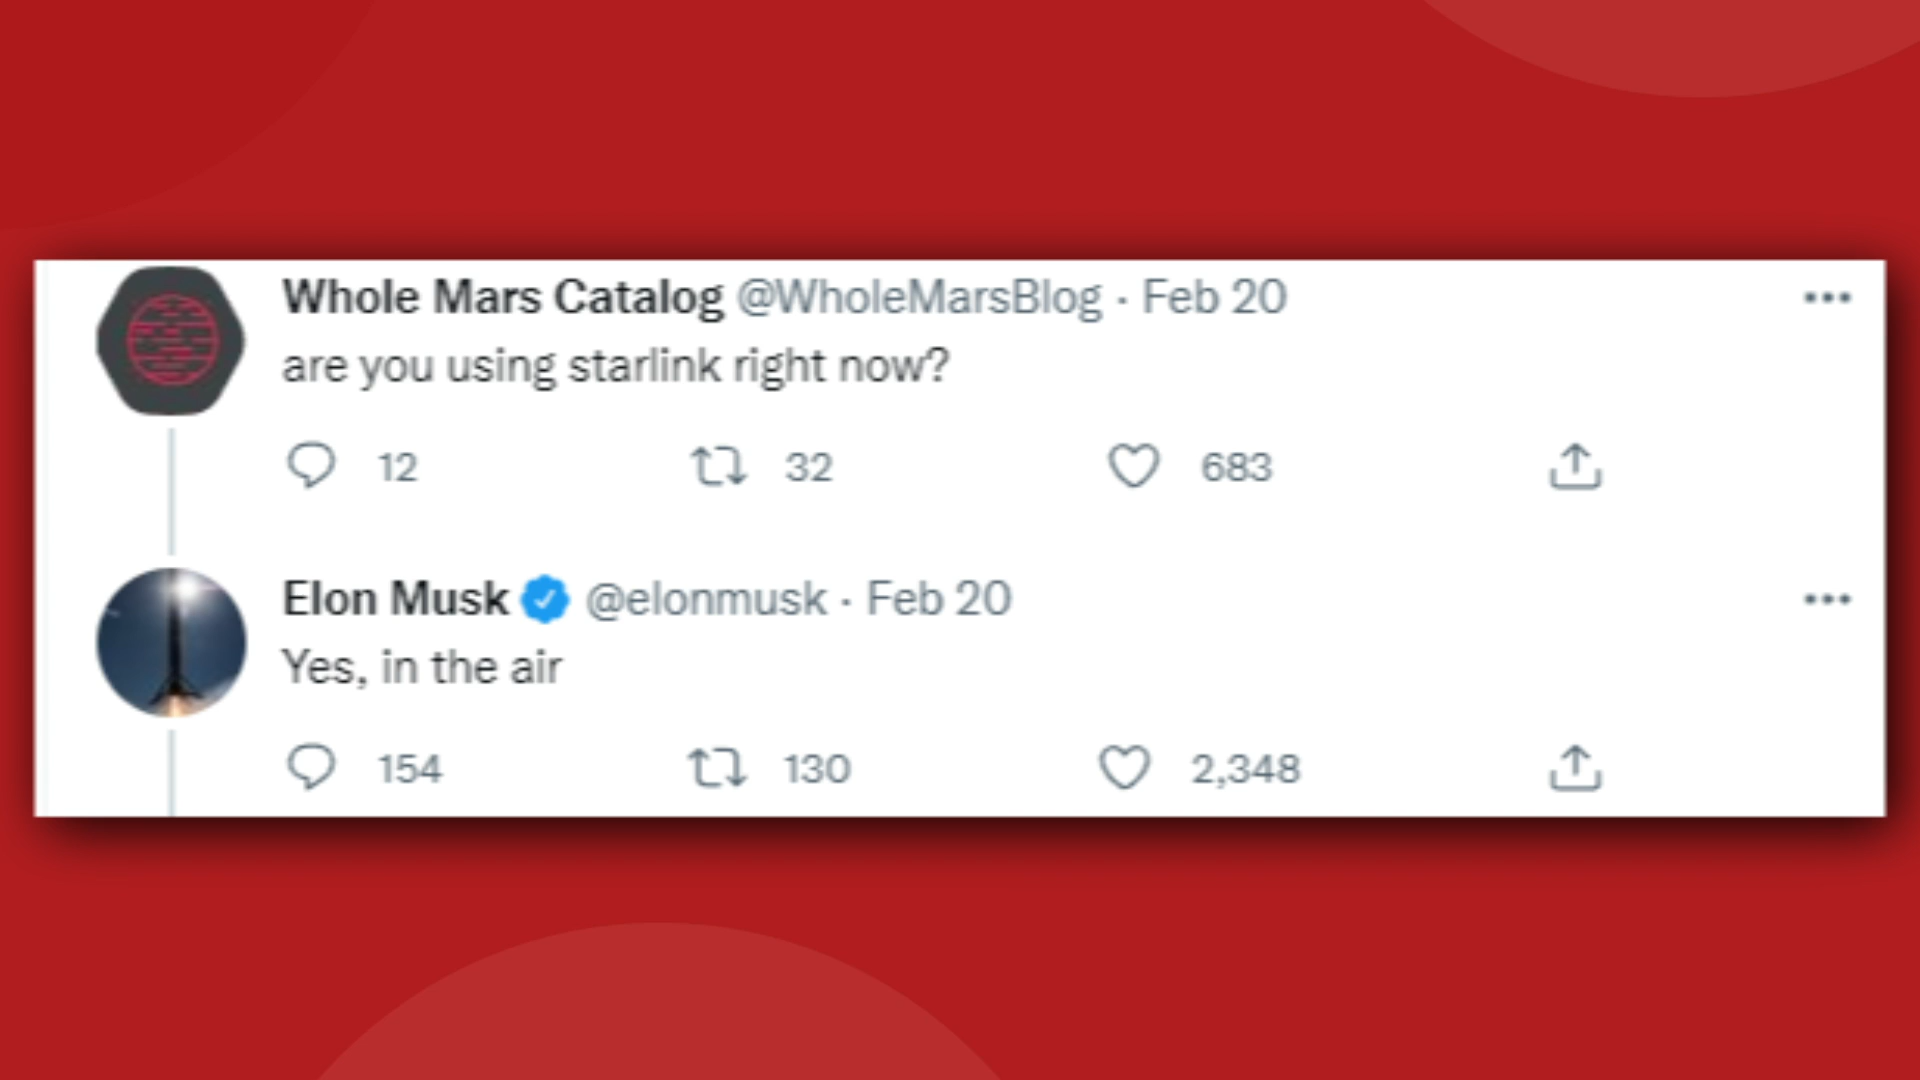 Whole Mars Catalog @WholeMarsBlog · Feb 20
are you using starlink right now?
12 32 683
Elon Musk @elonmusk · Feb 20
Yes, in the air
154 130 2,348